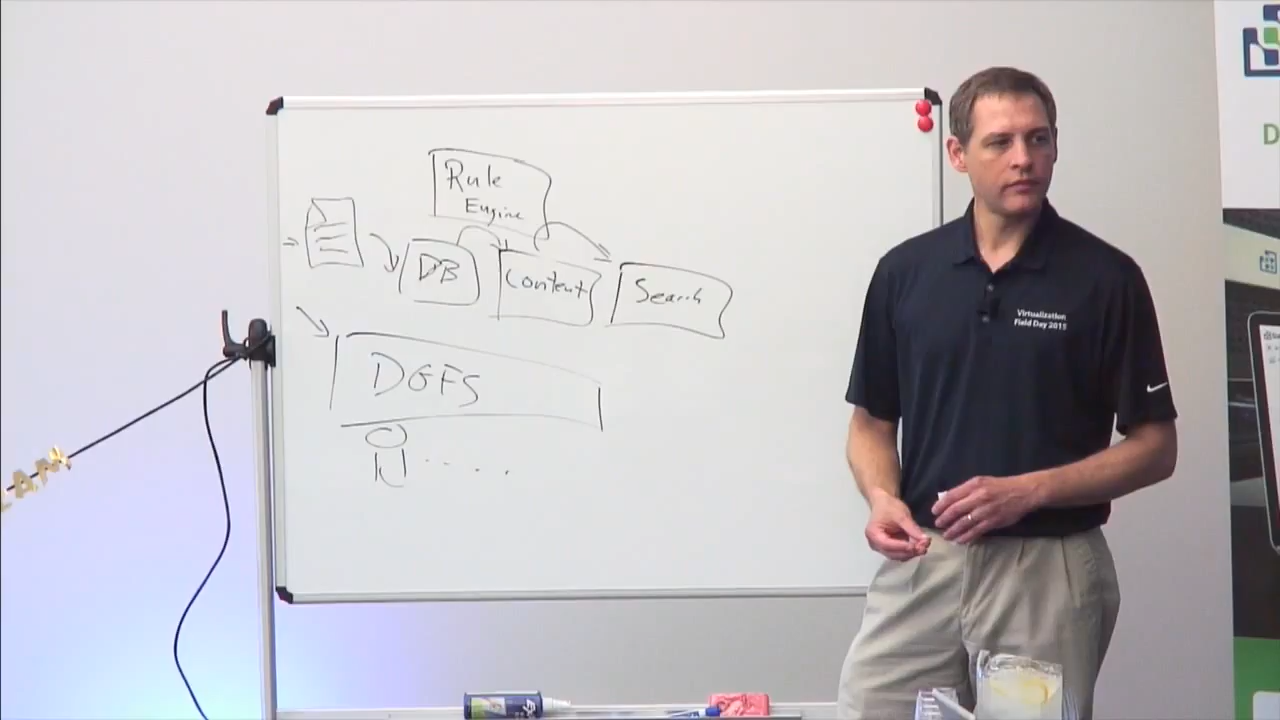 Rule
Engine
DB
Content
Search
DGFS
Virtualization
Field Day 2015
D